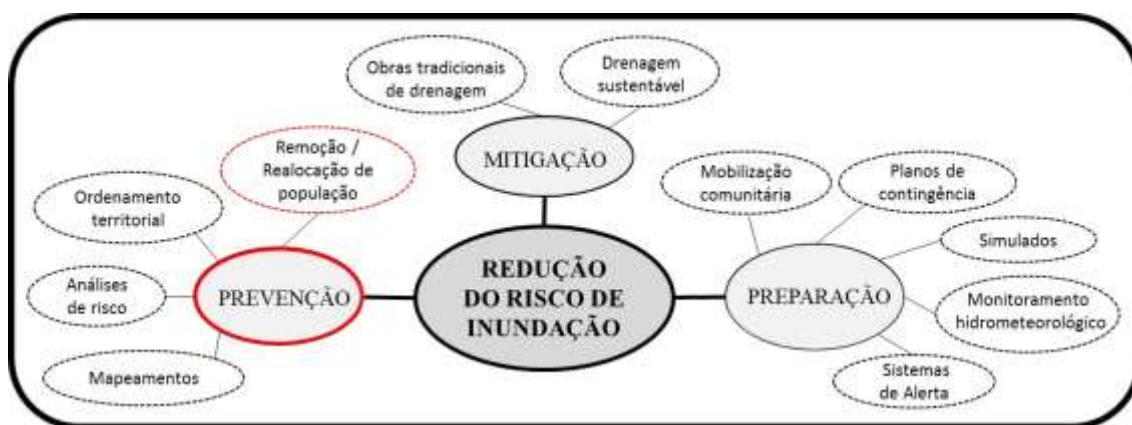 Obras tradicionais
de drenagem
Drenagem
sustentável
MITIGAÇÃO
Remoção /
Realocação de
população
Ordenamento
territorial
Análises
de risco
Mapeamentos
PREVENÇÃO
REDUÇÃO
DO RISCO DE
INUNDAÇÃO
Mobilização
comunitária
Planos de
contingência
Simulados
PREPARAÇÃO
Monitoramento
hidrometeorológico
Sistemas
de Alerta